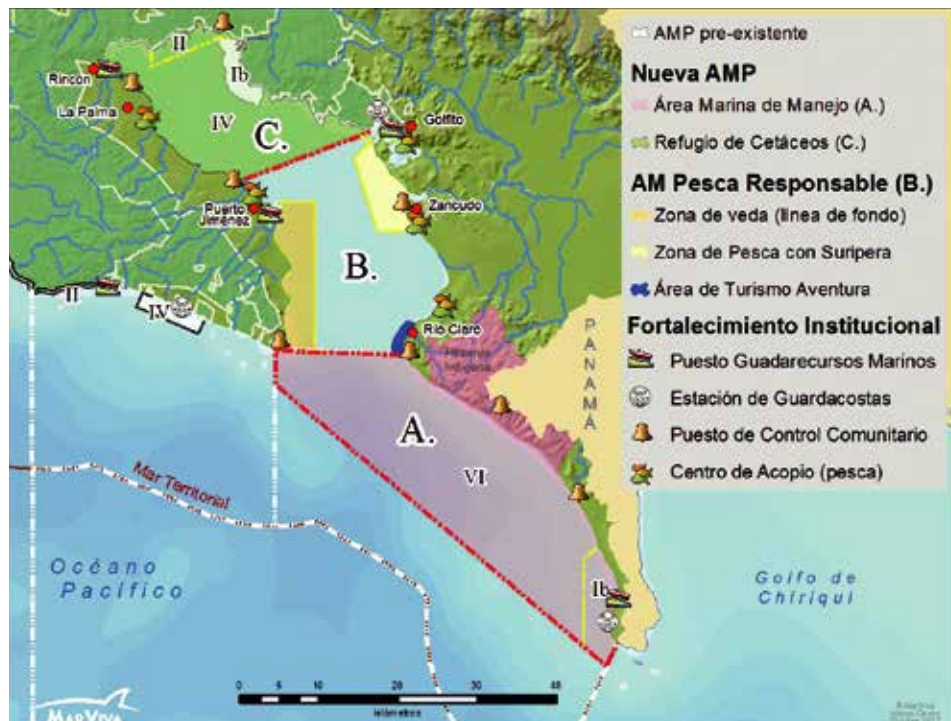 AMP pre-existente
Nueva AMP
Área Marina de Manejo (A.)
Refugio de Cetáceos (C.)
AM Pesca Responsable (B.)
Zona de veda (línea de fondo)
Zona de Pesca con Suripera
Área de Turismo Aventura
Fortalecimiento Institucional
Puesto Guadarecursos Marinos
Estación de Guardacostas
Puesto de Control Comunitario
Centro de Acopio (pesca)
II
Ib
Rincón
La Palma
IV
C.
Golfito
Puerto
Jiménez
Zancudo
B.
II
IV
Río Claro
PANAMÁ
A.
VI
Mar Territorial
Océano
Pacífico
Ib
Golfo de
Chiriquí
0 10 20 30 40
kilómetros
MARVIVA